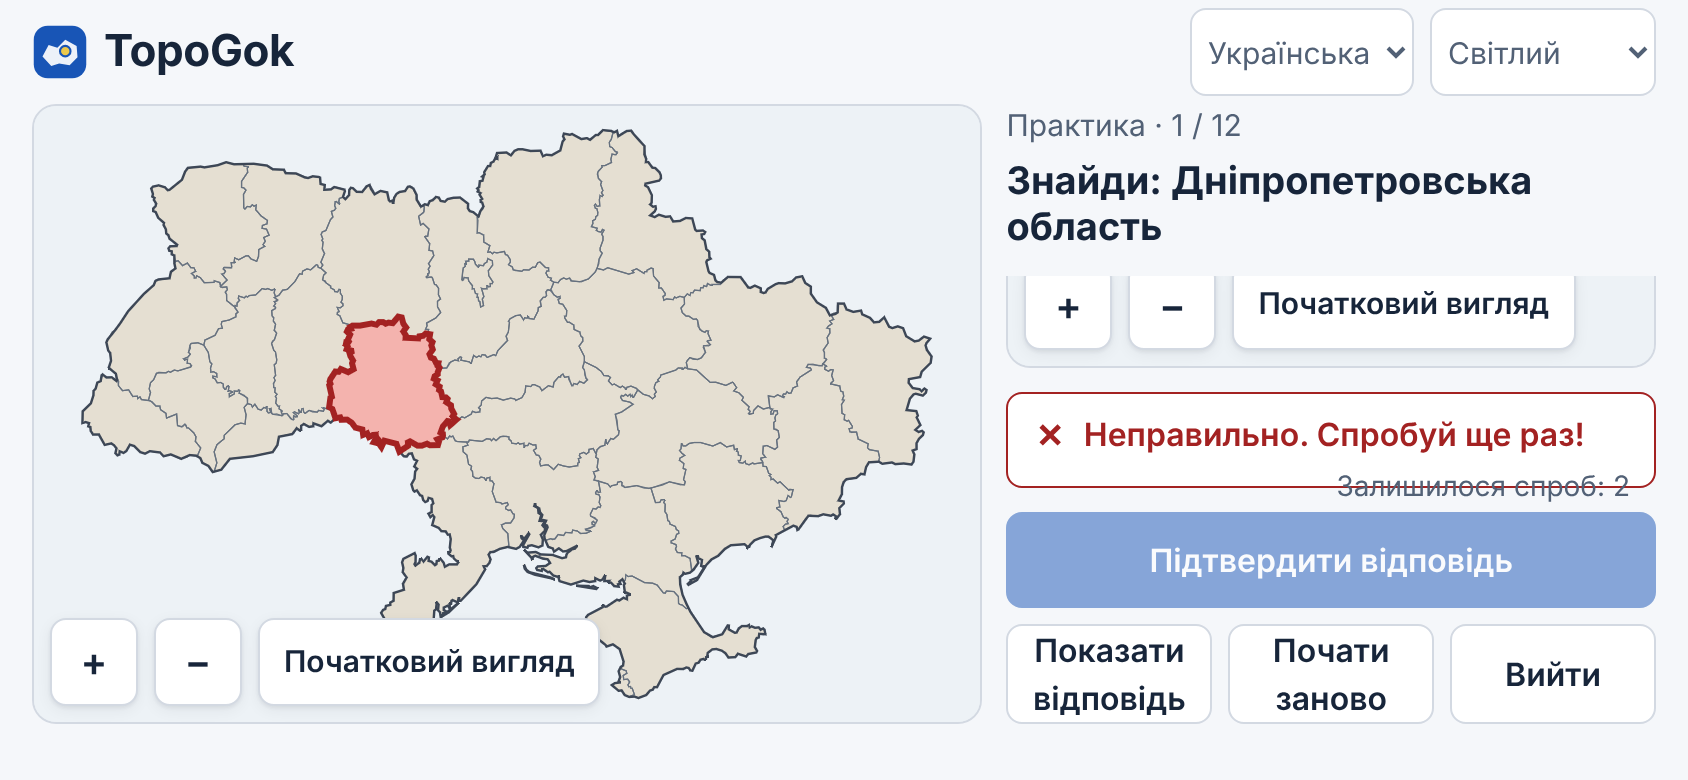 TopoGok
Українська
Світлий
Практика · 1 / 12
Знайди: Дніпропетровська
область
+
−
Початковий вигляд
✕ Неправильно. Спробуй ще раз!
Залишилося спроб: 2
Підтвердити відповідь
Показати
відповідь
Почати
заново
Вийти
+
−
Початковий вигляд